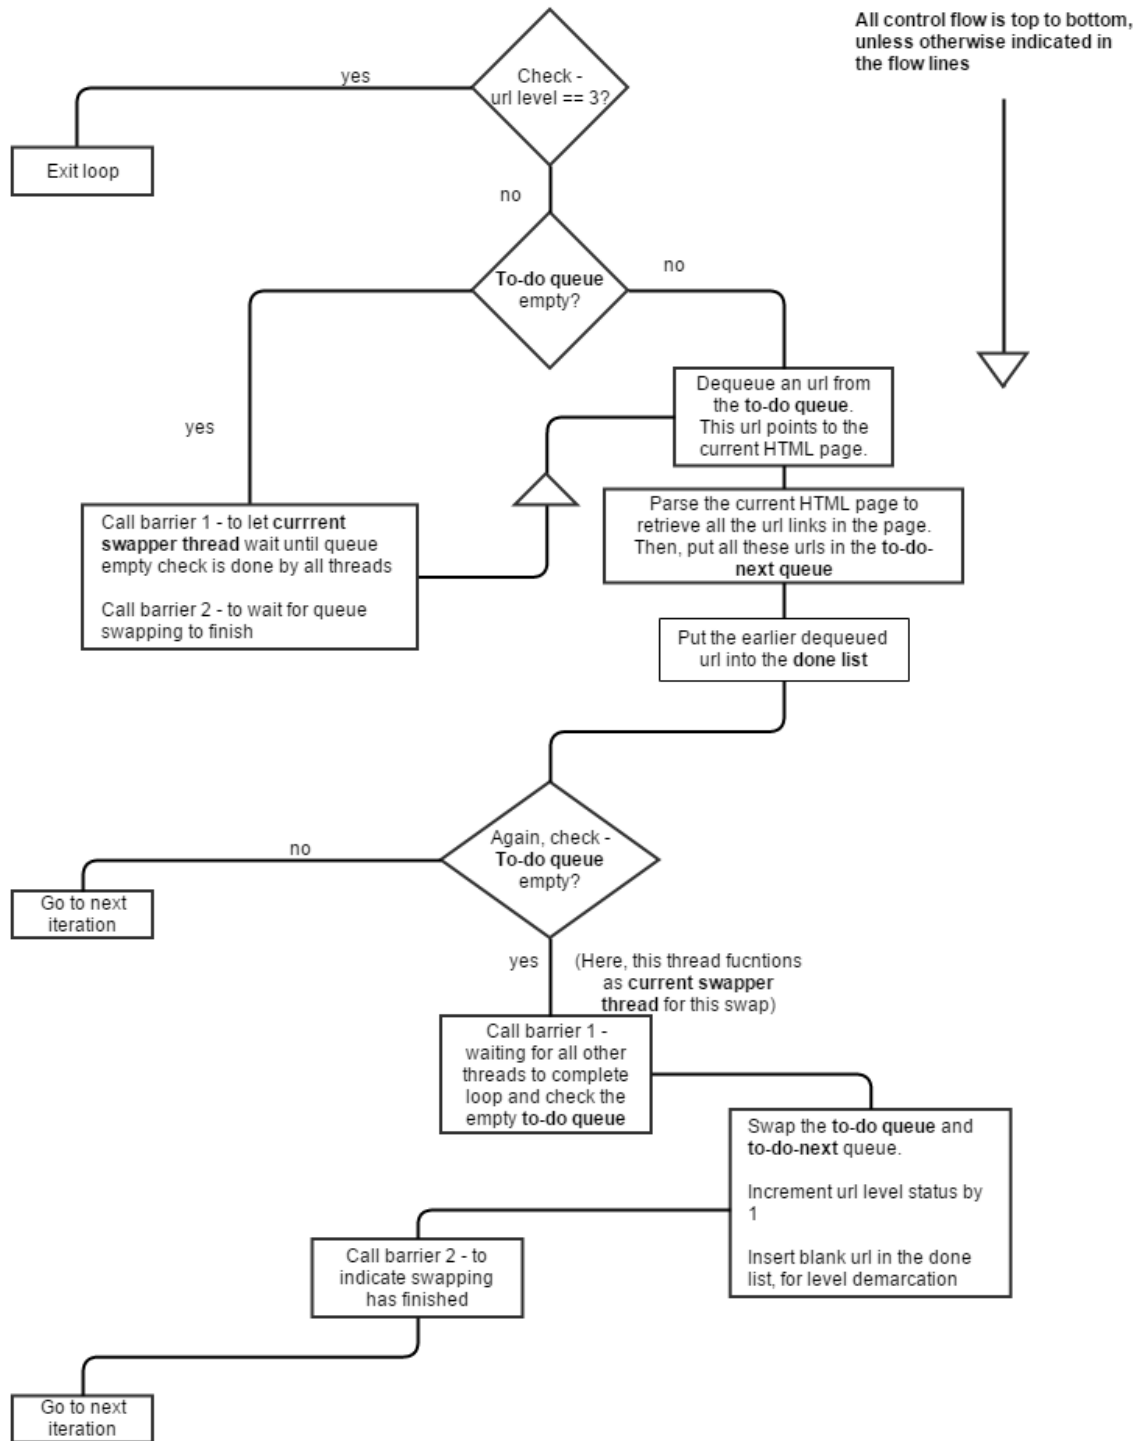 All control flow is top to bottom,
unless otherwise indicated in
the flow lines
Check -
url level == 3?
yes
Exit loop
no
To-do queue
empty?
no
yes
Dequeue an url from
the to-do queue.
This url points to the
current HTML page.
Call barrier 1 - to let currrent
swapper thread wait until queue
empty check is done by all threads
Call barrier 2 - to wait for queue
swapping to finish
Parse the current HTML page to
retrieve all the url links in the page.
Then, put all these urls in the to-do-
next queue
Put the earlier dequeued
url into the done list
Again, check -
To-do queue
empty?
no
Go to next
iteration
yes
(Here, this thread fucntions
as current swapper
thread for this swap)
Call barrier 1 -
waiting for all other
threads to complete
loop and check the
empty to-do queue
Swap the to-do queue and
to-do-next queue.
Increment url level status by
1
Insert blank url in the done
list, for level demarcation
Call barrier 2 - to
indicate swapping
has finished
Go to next
iteration